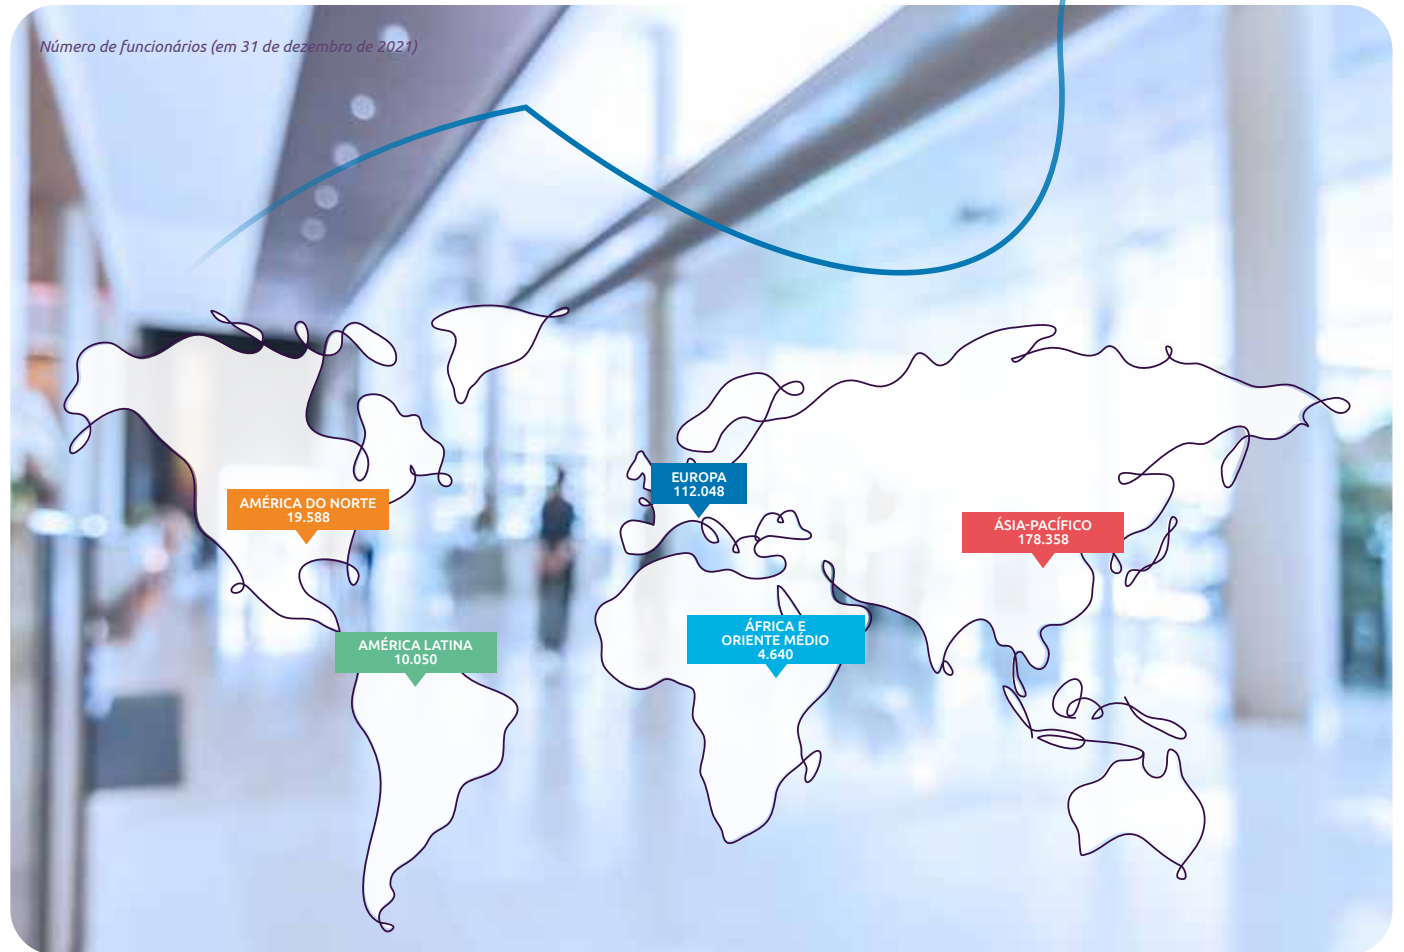 Número de funcionários (em 31 de dezembro de 2021)
EUROPA
112.048
AMÉRICA DO NORTE
19.588
ÁSIA-PACÍFICO
178.358
ÁFRICA E
ORIENTE MÉDIO
4.640
AMÉRICA LATINA
10.050